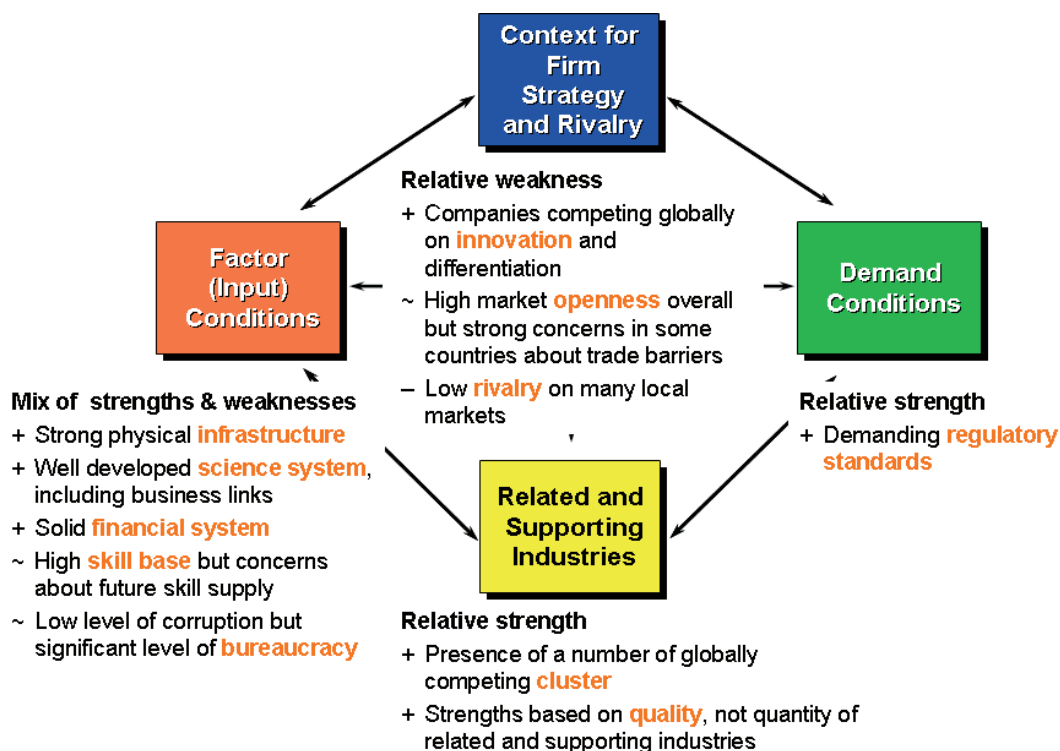 Context for
Firm
Strategy
and Rivalry
Relative weakness
+ Companies competing globally
on innovation and
differentiation
~ High market openness overall
but strong concerns in some
countries about trade barriers
– Low rivalry on many local
markets
Factor
(Input)
Conditions
Mix of strengths & weaknesses
+ Strong physical infrastructure
+ Well developed science system,
including business links
+ Solid financial system
~ High skill base but concerns
about future skill supply
~ Low level of corruption but
significant level of bureaucracy
Demand
Conditions
Relative strength
+ Demanding regulatory
standards
Related and
Supporting
Industries
Relative strength
+ Presence of a number of globally
competing cluster
+ Strengths based on quality, not quantity of
related and supporting industries